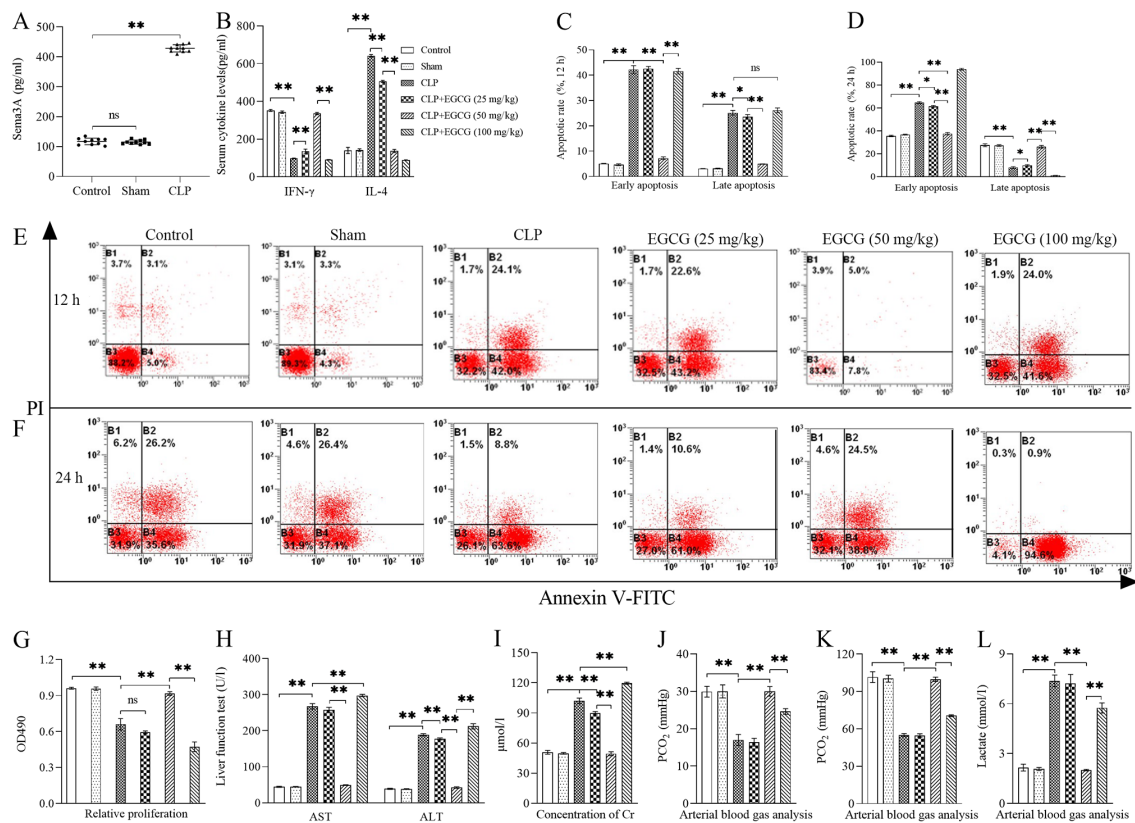 A
Sema3A (pg/ml)
500
400
300
200
100
0
**
ns
Control
Sham
CLP
B
Serum cytokine levels(pg/ml)
800
600
400
200
0
**
**
**
**
**
**
**
IFN-γ
IL-4
Control
Sham
CLP
CLP+EGCG (25 mg/kg)
CLP+EGCG (50 mg/kg)
CLP+EGCG (100 mg/kg)
C
Apoptotic rate (%, 12 h)
60
50
40
30
20
10
0
**
**
**
**
*
**
ns
Early apoptosis
Late apoptosis
D
Apoptotic rate (%, 24 h)
100
80
60
40
20
0
**
**
*
**
**
*
**
**
Early apoptosis
Late apoptosis
E
Control
Sham
CLP
EGCG (25 mg/kg)
EGCG (50 mg/kg)
EGCG (100 mg/kg)
12 h
B1 3.7% B2 3.1% B3 B4 5.0%
B1 3.1% B2 3.3% B3 B4 4.3%
B1 1.7% B2 24.1% B3 32.2% B4 42.0%
B1 1.7% B2 22.6% B3 32.5% B4 43.2%
B1 3.9% B2 5.0% B3 83.4% B4 7.8%
B1 1.9% B2 24.0% B3 32.5% B4 41.6%
PI
F
24 h
B1 6.2% B2 26.2% B3 31.9% B4 35.6%
B1 4.6% B2 26.4% B3 31.9% B4 37.1%
B1 1.5% B2 8.8% B3 26.1% B4 63.6%
B1 1.4% B2 10.6% B3 27.0% B4 61.0%
B1 4.6% B2 24.5% B3 32.4% B4 38.6%
B1 0.3% B2 0.9% B3 4.1% B4 94.6%
Annexin V-FITC
G
OD490
1.2
0.9
0.6
0.3
0.0
**
ns
**
**
Relative proliferation
H
Liver function test (U/l)
400
300
200
100
0
**
**
**
**
**
**
**
AST
ALT
I
μmol/l
150
120
90
60
30
0
**
**
**
**
Concentration of Cr
J
PCO2 (mmHg)
50
40
30
20
10
0
**
**
**
Arterial blood gas analysis
K
PCO2 (mmHg)
120
90
60
30
0
**
**
**
Arterial blood gas analysis
L
Lactate (mmol/l)
10
8
6
4
2
0
**
**
**
Arterial blood gas analysis